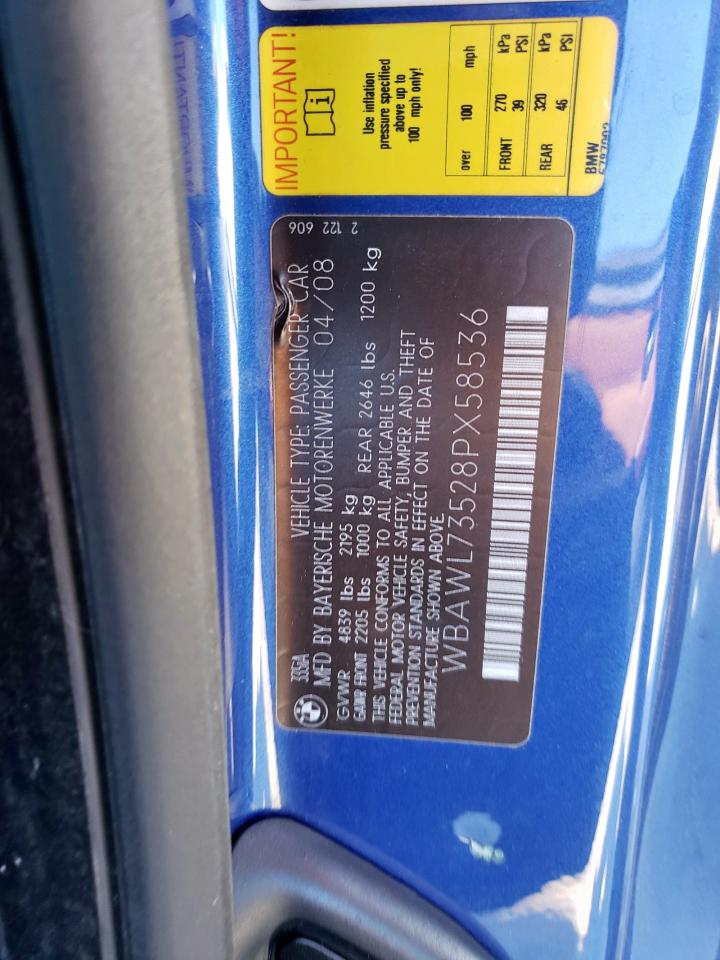 IMPORTANT!
Use inflation
pressure specified
above up to
100 mph only!
over 100 mph
FRONT 270 kPa
39 PSI
REAR 320 kPa
46 PSI
BMW
335iA VEHICLE TYPE: PASSENGER CAR
MFD BY BAYERISCHE MOTORENWERKE 04/08
GVWR 4839 lbs 2195 kg
GAWR FRONT 2205 lbs 1000 kg REAR 2646 lbs 1200 kg
THIS VEHICLE CONFORMS TO ALL APPLICABLE U.S.
FEDERAL MOTOR VEHICLE SAFETY, BUMPER AND THEFT
PREVENTION STANDARDS IN EFFECT ON THE DATE OF
MANUFACTURE SHOWN ABOVE
WBAWL73528PX58536
2 122 606